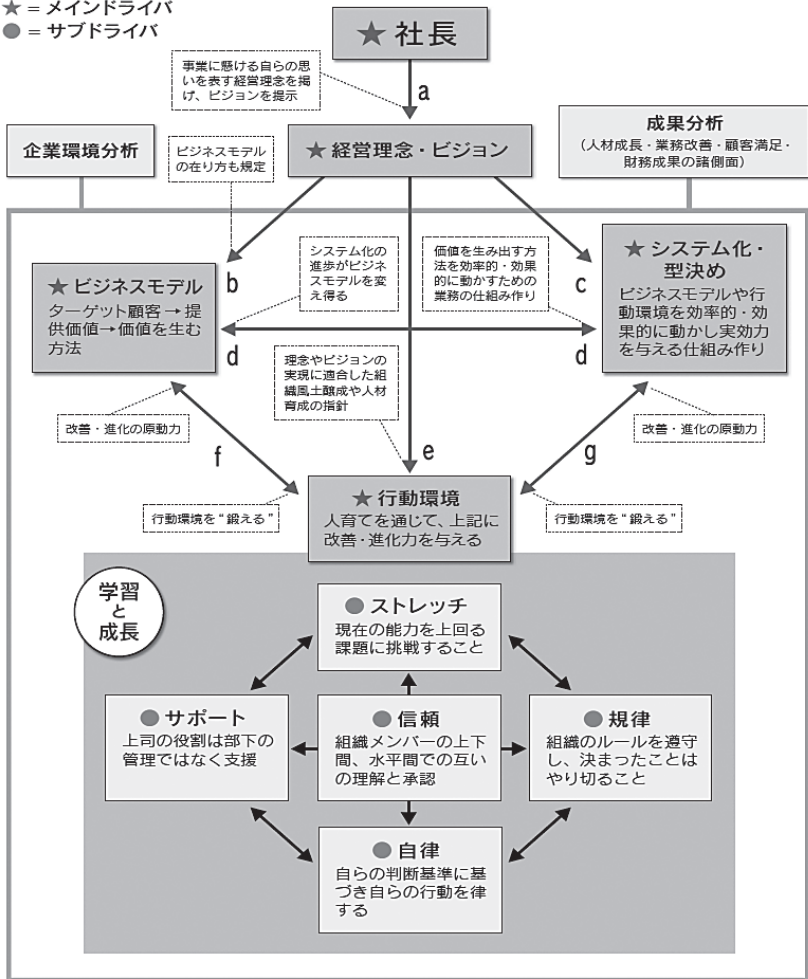 ★ = メインドライバ
● = サブドライバ
★ 社長
事業に懸ける自らの思
いを表す経営理念を掲
げ、ビジョンを提示
a
企業環境分析
ビジネスモデル
の在り方も規定
★ 経営理念・ビジョン
成果分析
(人材成長・業務改善・顧客満足・
財務成果の諸側面)
★ ビジネスモデル
ターゲット顧客→提
供価値→価値を生む
方法
b
システム化の
進歩がビジネ
スモデルを変
え得る
価値を生み出す方
法を効率的・効果
的に動かすための
業務の仕組み作り
c
★ システム化・
型決め
ビジネスモデルや行
動環境を効率的・効
果的に動かし実効力
を与える仕組み作り
d
d
理念やビジョンの
実現に適合した組
織風土醸成や人材
育成の指針
改善・進化の原動力
f
e
g
改善・進化の原動力
行動環境を“鍛える”
行動環境を“鍛える”
★ 行動環境
人育てを通じて、上記に
改善・進化力を与える
学習
と
成長
● ストレッチ
現在の能力を上回る
課題に挑戦すること
● サポート
上司の役割は部下の
管理ではなく支援
● 信頼
組織メンバーの上下
間、水平間での互い
の理解と承認
● 規律
組織のルールを遵守
し、決まったことは
やり切ること
● 自律
自らの判断基準に基
づき自らの行動を律
する